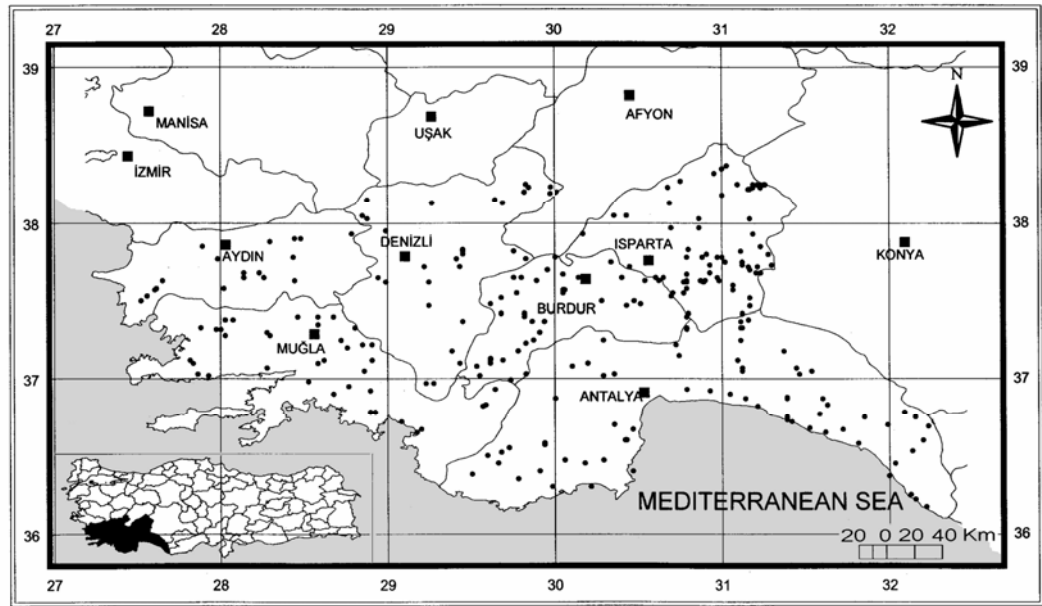 27 28 29 30 31 32
39 39
N
MANİSA
UŞAK
AFYON
İZMİR
38 38
AYDIN
DENİZLİ
ISPARTA
KONYA
BURDUR
MUĞLA
37 37
ANTALYA
MEDITERRANEAN SEA
36 36
20 0 20 40 Km
27 28 29 30 31 32